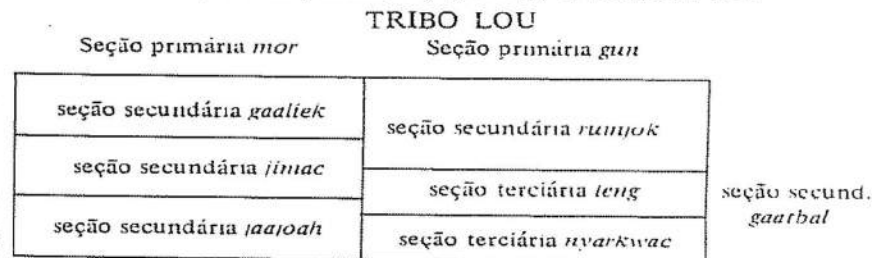 TRIBO LOU
Seção primária mor
Seção primária gun
seção secundária gaaliek
seção secundária jimac
seção secundária jaajoah
seção secundária rumjok
seção terciária leng
seção terciária nyarkwac
seção secund.
gaatbal